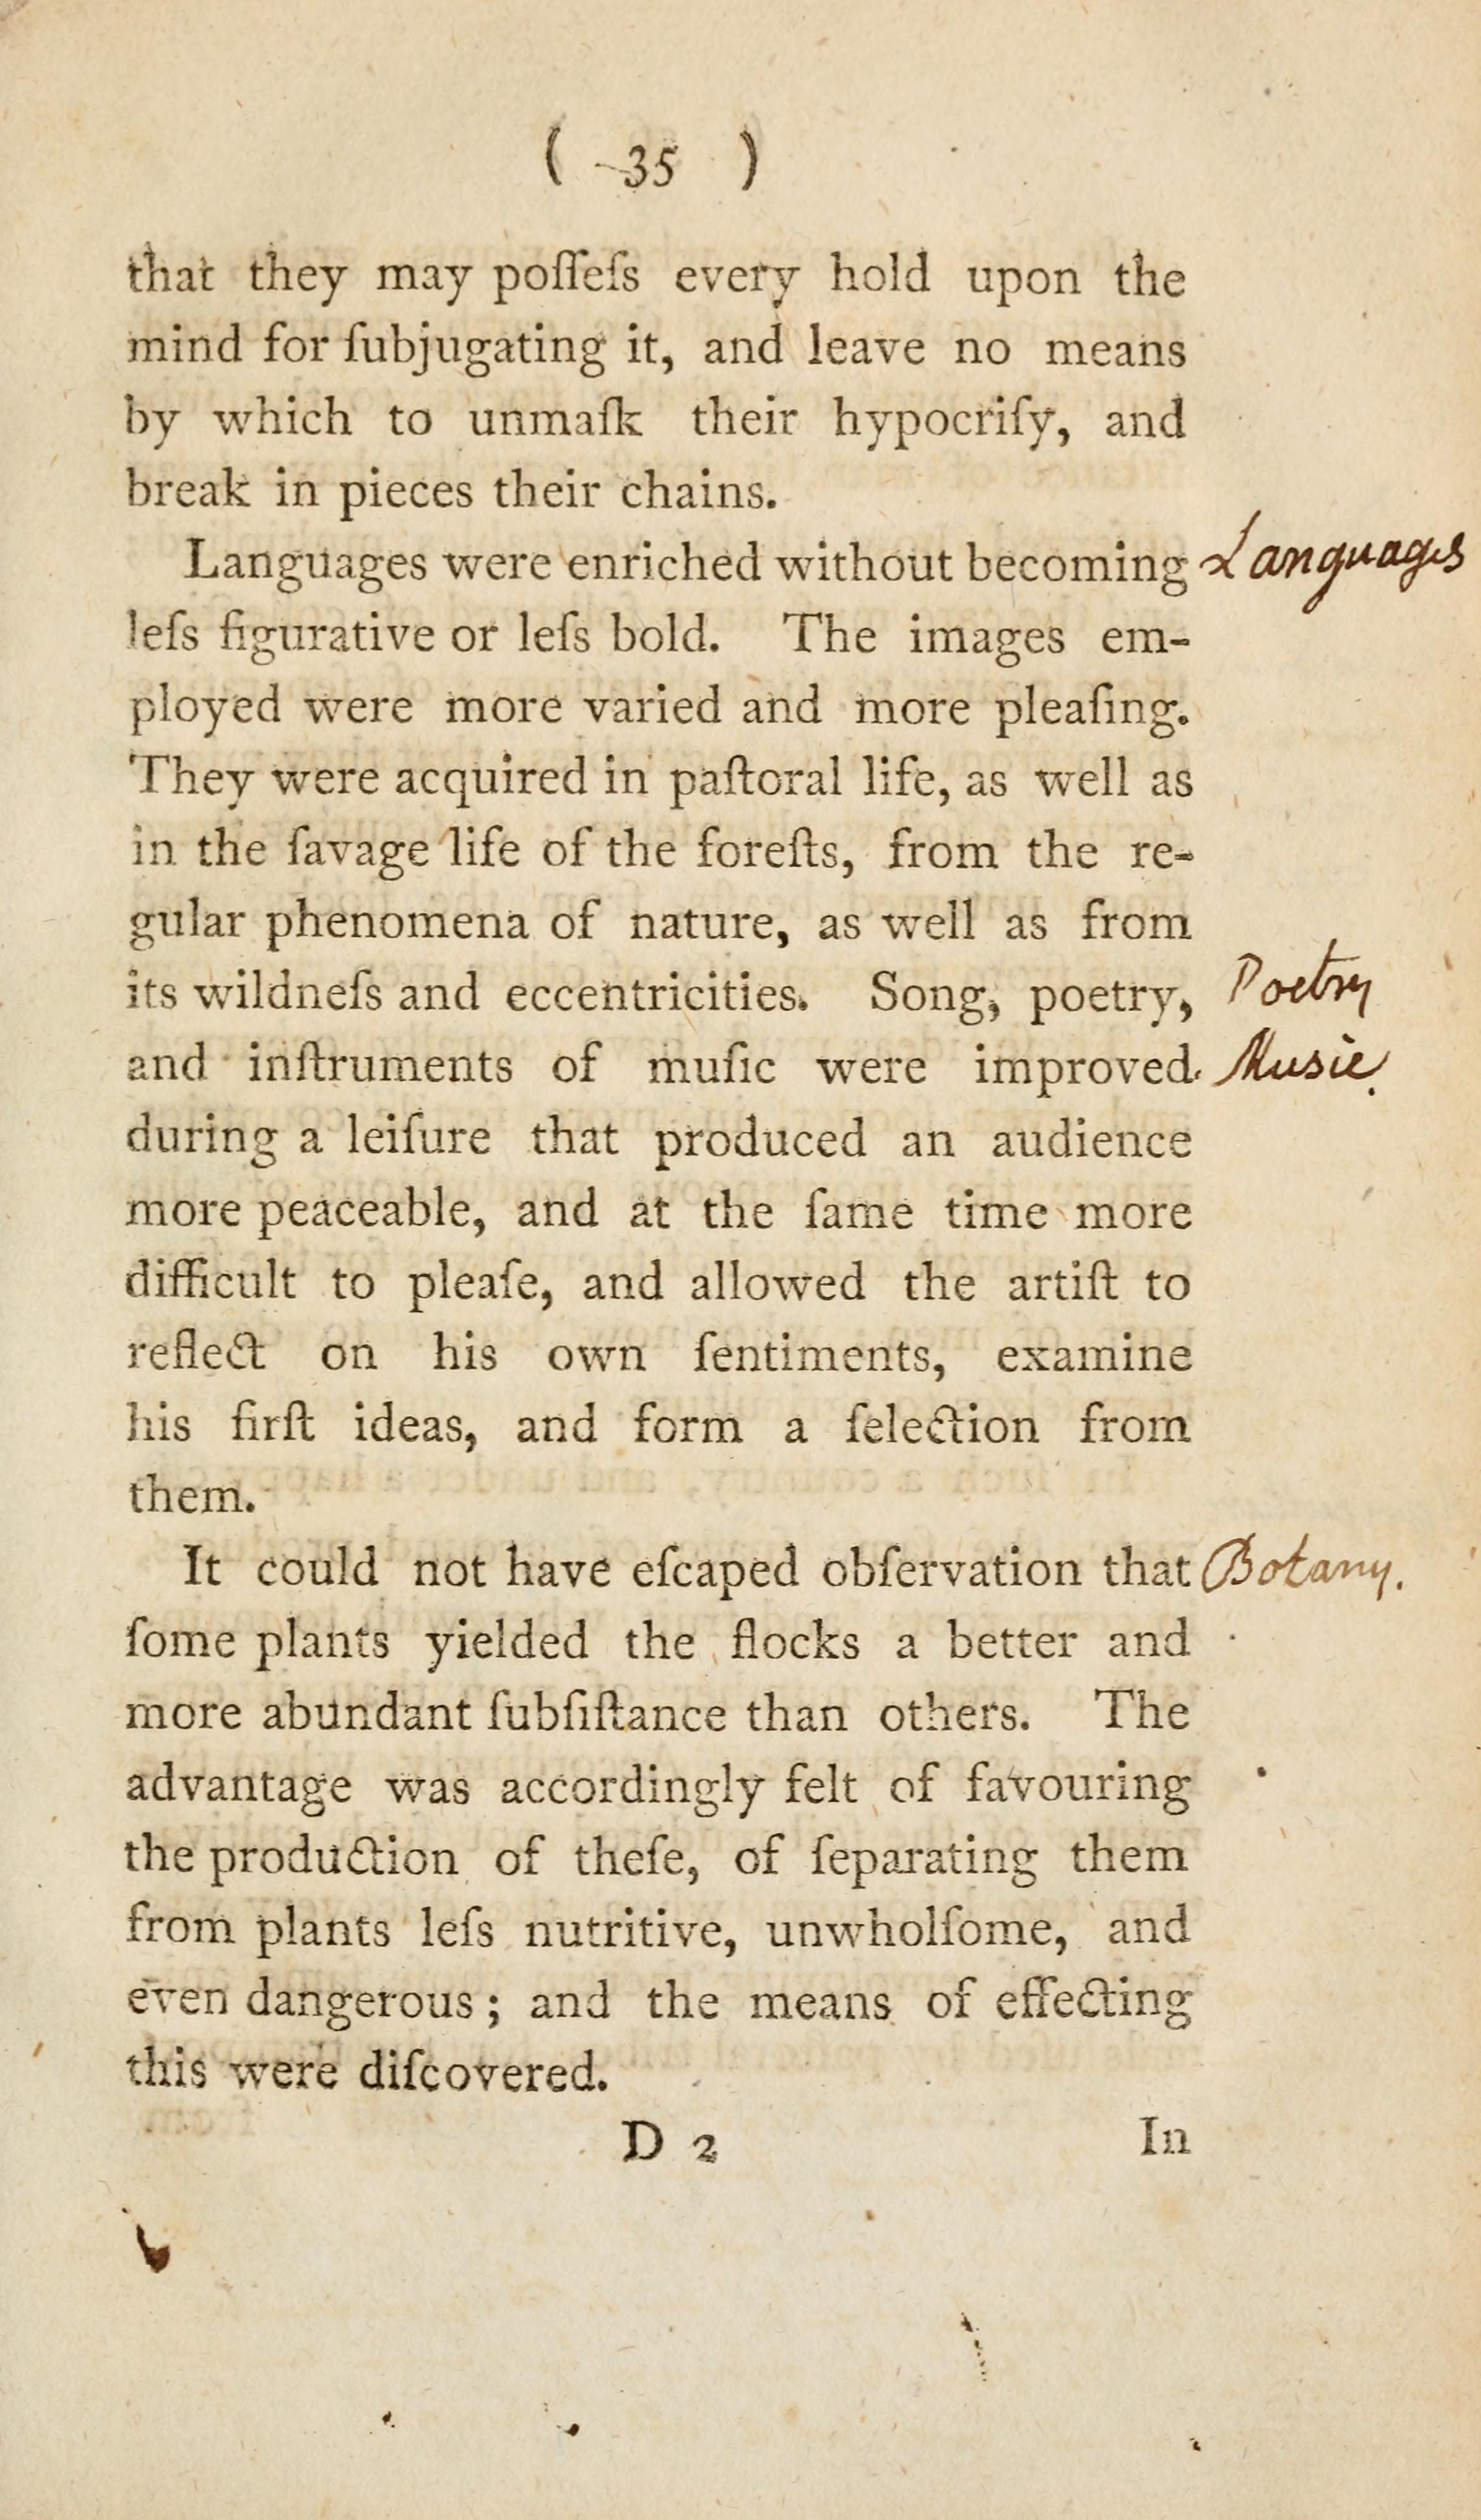 ( 35 )
that they may poſſeſs every hold upon the
mind for ſubjugating it, and leave no means
by which to unmaſk their hypocriſy, and
break in pieces their chains.
Languages were enriched without becoming Languages
leſs figurative or leſs bold. The images em-
ployed were more varied and more pleaſing.
They were acquired in paſtoral life, as well as
in the ſavage life of the foreſts, from the re-
gular phenomena of nature, as well as from
its wildneſs and eccentricities. Song, poetry, Poetry
and inſtruments of muſic were improved Music.
during a leiſure that produced an audience
more peaceable, and at the ſame time more
difficult to pleaſe, and allowed the artiſt to
reflect on his own ſentiments, examine
his firſt ideas, and form a ſelection from
them.
It could not have eſcaped obſervation that Botany.
ſome plants yielded the flocks a better and
more abundant ſubſiſtance than others. The
advantage was accordingly felt of favouring
the production of theſe, of ſeparating them
from plants leſs nutritive, unwholſome, and
even dangerous; and the means of effecting
this were diſcovered.
D 2 In